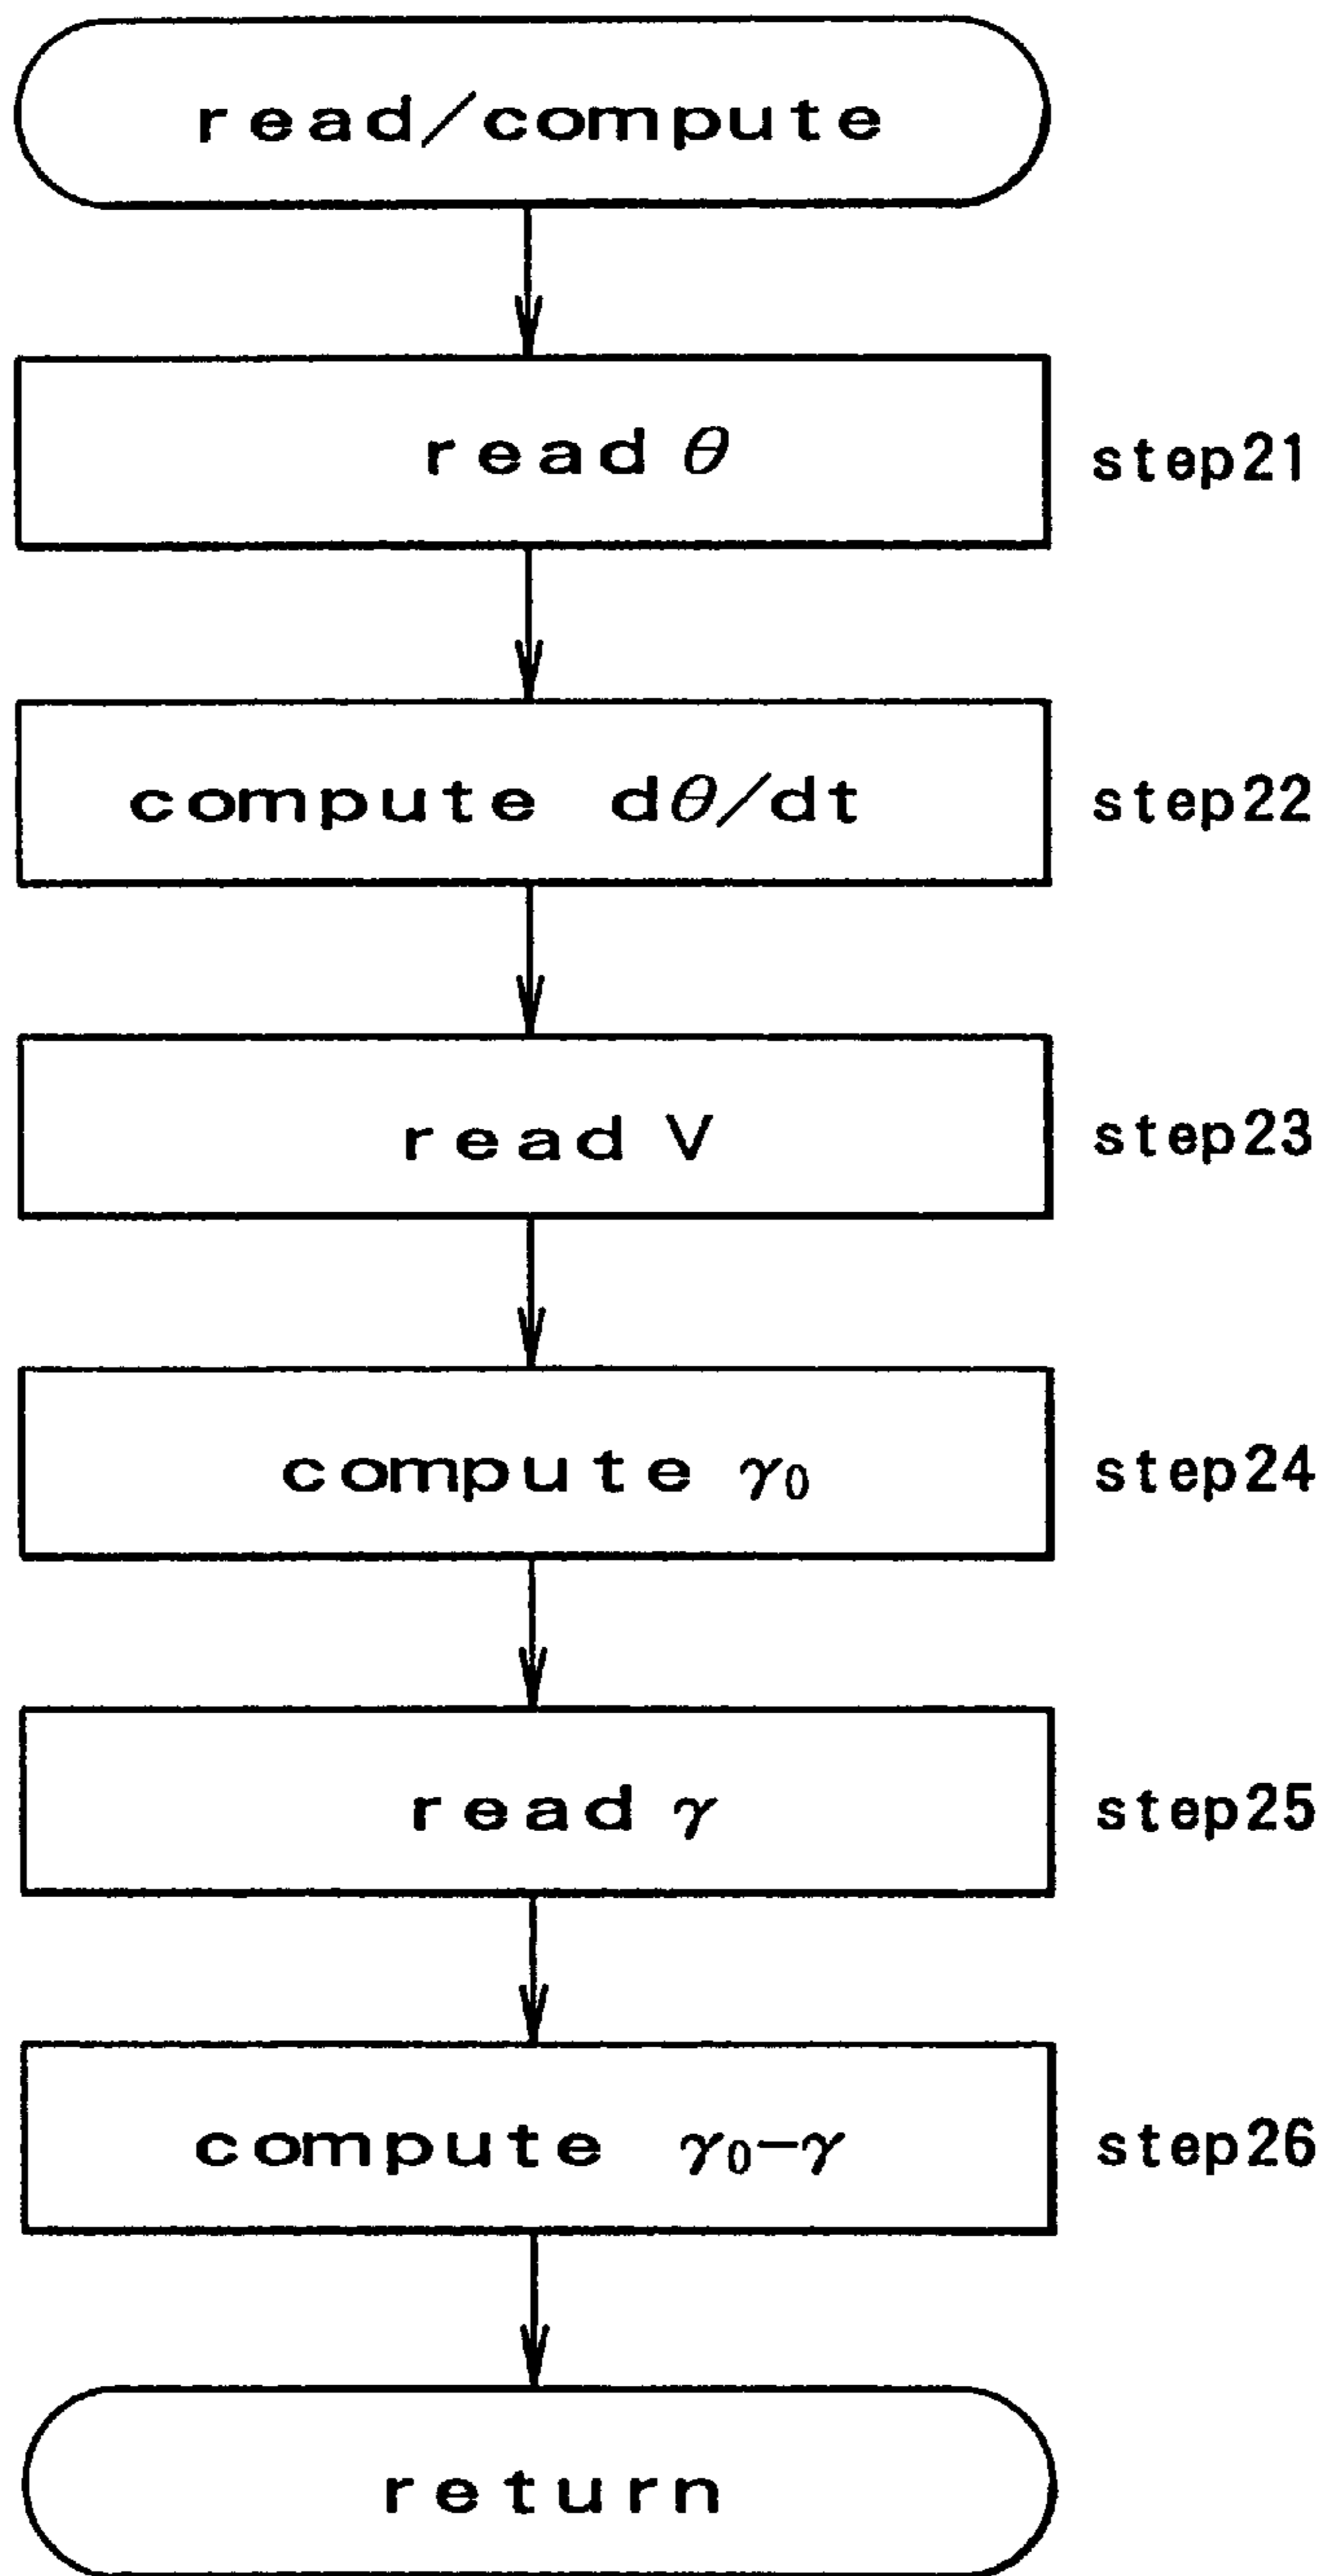 read/compute
read θ step21
compute dθ/dt step22
read V step23
compute γ₀ step24
read γ step25
compute γ₀−γ step26
return